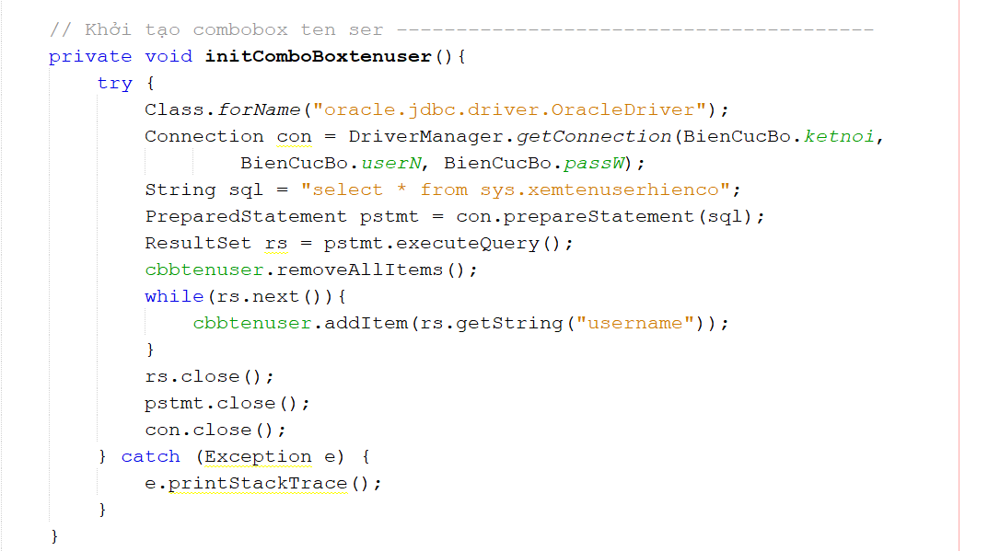 // Khởi tạo combobox ten ser ----------------------------------------
private void initComboBoxtenuser(){
try {
Class.forName("oracle.jdbc.driver.OracleDriver");
Connection con = DriverManager.getConnection(BienCucBo.ketnoi,
BienCucBo.userN, BienCucBo.passW);
String sql = "select * from sys.xemtenuserhienco";
PreparedStatement pstmt = con.prepareStatement(sql);
ResultSet rs = pstmt.executeQuery();
cbbtenuser.removeAllItems();
while(rs.next()){
cbbtenuser.addItem(rs.getString("username"));
}
rs.close();
pstmt.close();
con.close();
} catch (Exception e) {
e.printStackTrace();
}
}